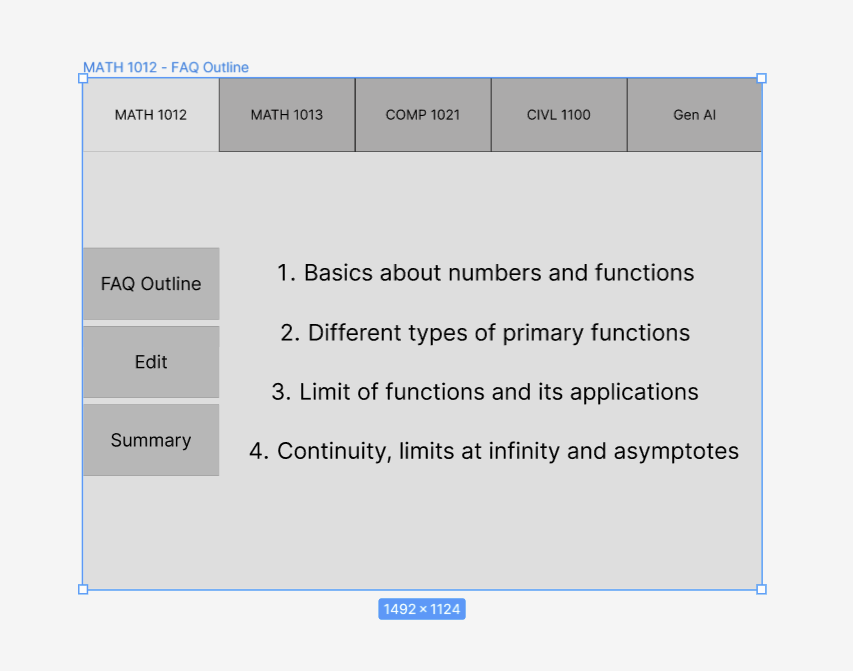 MATH 1012 - FAQ Outline
MATH 1012
MATH 1013
COMP 1021
CIVL 1100
Gen AI
FAQ Outline
Edit
Summary
1. Basics about numbers and functions
2. Different types of primary functions
3. Limit of functions and its applications
4. Continuity, limits at infinity and asymptotes
1492 × 1124